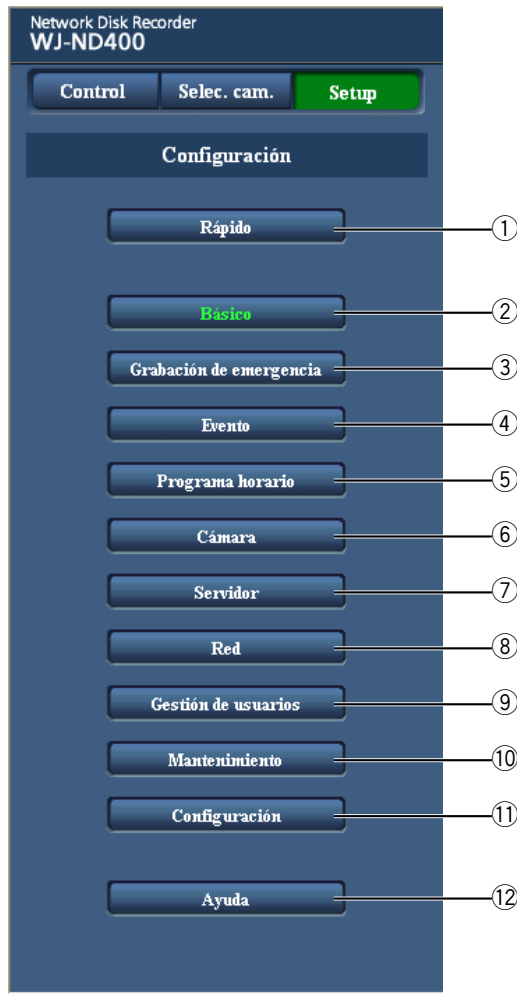 Network Disk Recorder
WJ-ND400
Control Selec. cam. Setup
Configuración
Rápido ①
Básico ②
Grabación de emergencia ③
Evento ④
Programa horario ⑤
Cámara ⑥
Servidor ⑦
Red ⑧
Gestión de usuarios ⑨
Mantenimiento ⑩
Configuración ⑪
Ayuda ⑫